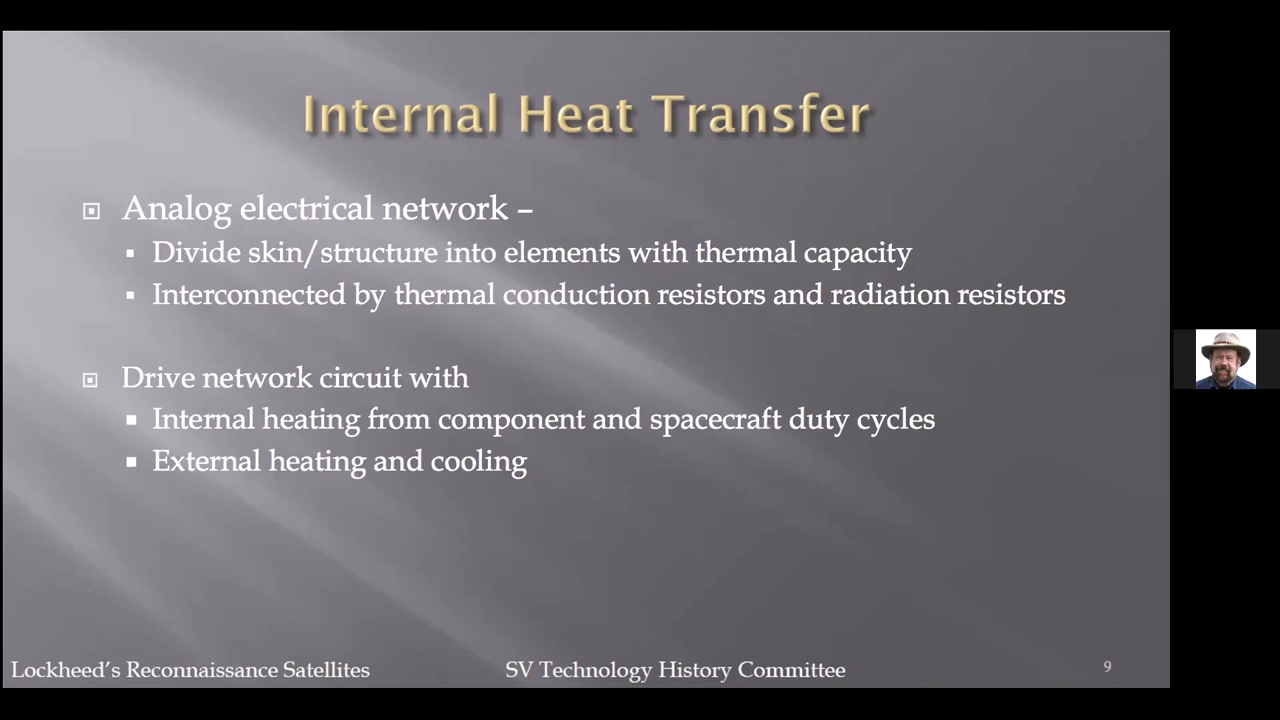 Internal Heat Transfer
Analog electrical network –
Divide skin/structure into elements with thermal capacity
Interconnected by thermal conduction resistors and radiation resistors
Drive network circuit with
Internal heating from component and spacecraft duty cycles
External heating and cooling
Lockheed's Reconnaissance Satellites
SV Technology History Committee
9